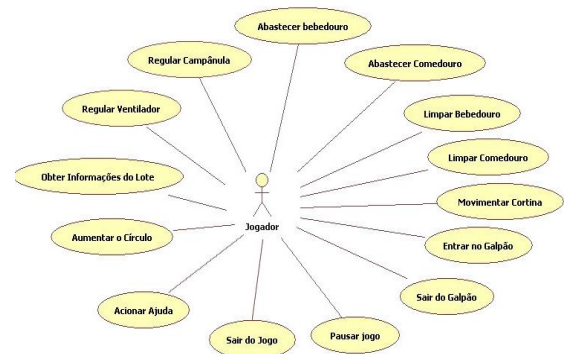 Abastecer bebedouro
Regular Campânula
Abastecer Comedouro
Regular Ventilador
Limpar Bebedouro
Limpar Comedouro
Obter Informações do Lote
Movimentar Cortina
Jogador
Aumentar o Círculo
Entrar no Galpão
Sair do Galpão
Acionar Ajuda
Sair do Jogo
Pausar jogo